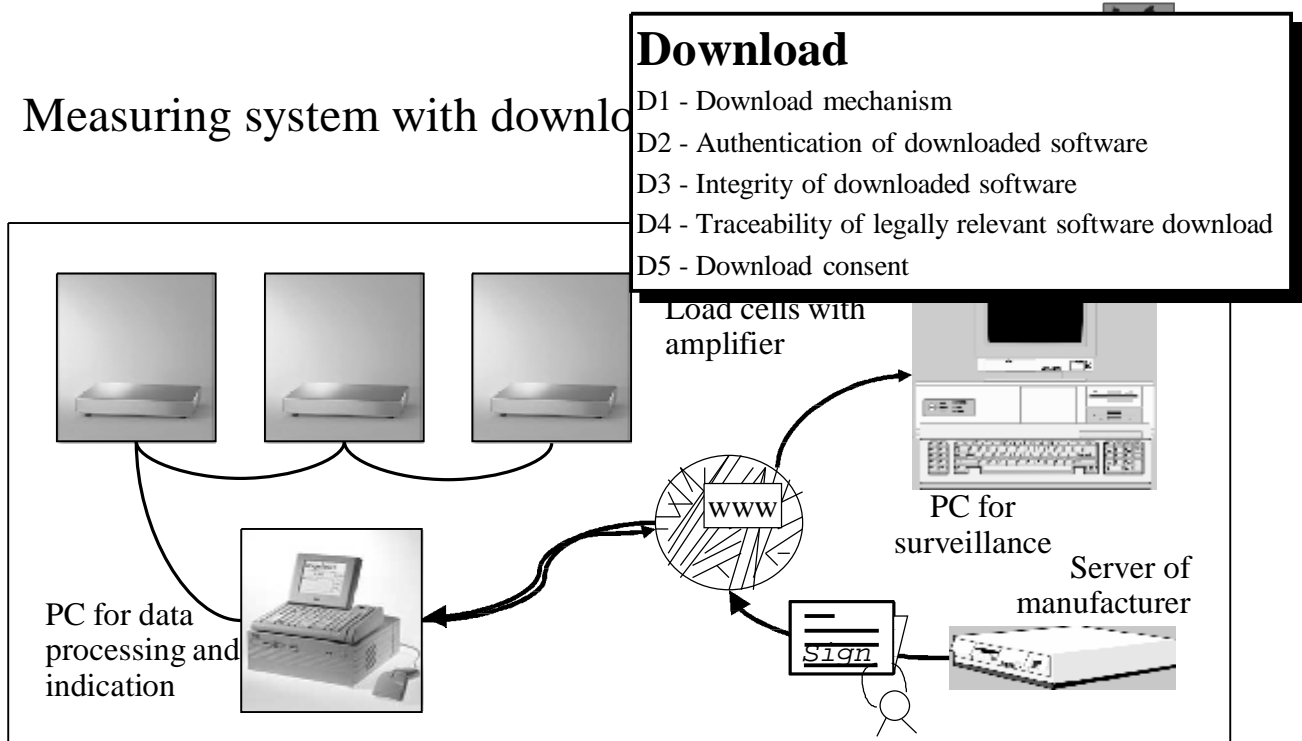 Download
D1 - Download mechanism
D2 - Authentication of downloaded software
D3 - Integrity of downloaded software
D4 - Traceability of legally relevant software download
D5 - Download consent
Measuring system with downlo
Load cells with
amplifier
www
PC for
surveillance
Server of
manufacturer
Sign
PC for data
processing and
indication